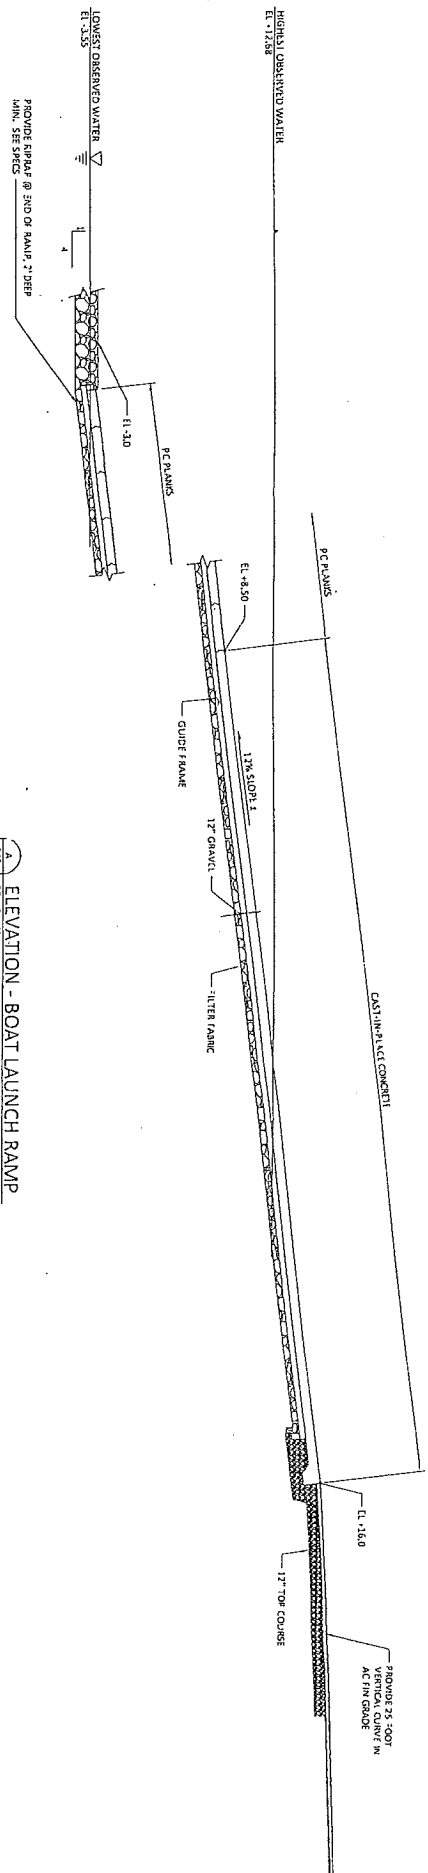 HIGHEST OBSERVED WATER
EL +12.68
LOWEST OBSERVED WATER
EL -3.55
1
4
PROVIDE RIPRAP @ END OF RAMP, 2' DEEP
MIN. SEE SPECS
EL -3.0
PC PLANKS
PC PLANKS
EL +8.50
GUIDE FRAME
12% SLOPE ±
12" GRAVEL
FILTER FABRIC
CAST-IN-PLACE CONCRETE
EL +16.0
12" TOP COURSE
PROVIDE 25 FOOT
VERTICAL CURVE IN
AC FIN GRADE
A
ELEVATION - BOAT LAUNCH RAMP